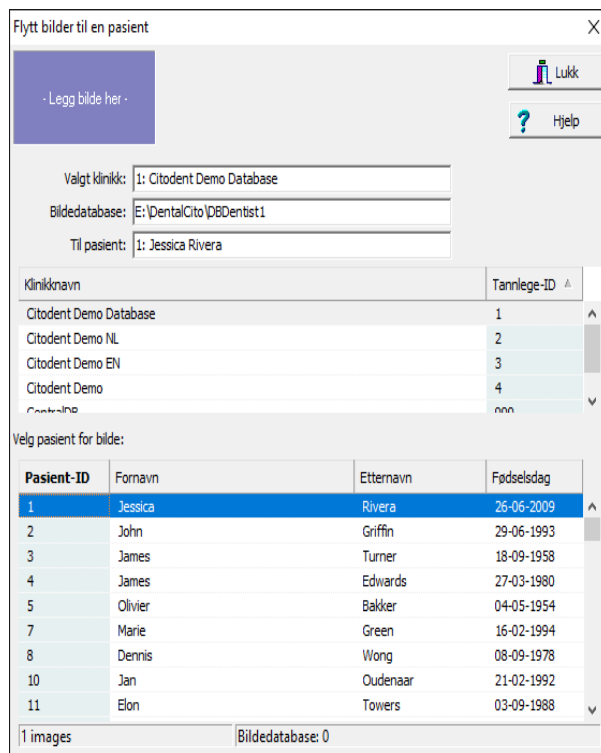 Flytt bilder til en pasient X
- Legg bilde her -
Lukk
? Hjelp
Valgt klinikk: 1: Citodent Demo Database
Bildedatabase: E:\DentalCito\DBDentist1
Til pasient: 1: Jessica Rivera
Klinikknavn Tannlege-ID
Citodent Demo Database 1
Citodent Demo NL 2
Citodent Demo EN 3
Citodent Demo 4
CentralDB 000
Velg pasient for bilde:
Pasient-ID Fornavn Etternavn Fødselsdag
1 Jessica Rivera 26-06-2009
2 John Griffin 29-06-1993
3 James Turner 18-09-1958
4 James Edwards 27-03-1980
5 Olivier Bakker 04-05-1954
7 Marie Green 16-02-1994
8 Dennis Wong 08-09-1978
10 Jan Oudenaar 21-02-1992
11 Elon Towers 03-09-1988
1 images Bildedatabase: 0